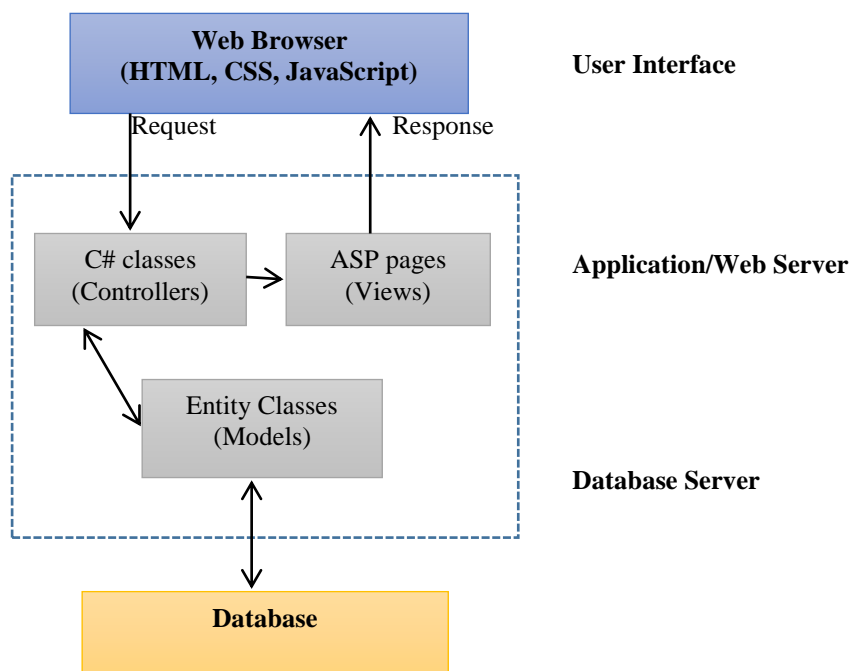 Web Browser
(HTML, CSS, JavaScript)
User Interface
Request
Response
C# classes
(Controllers)
ASP pages
(Views)
Application/Web Server
Entity Classes
(Models)
Database Server
Database